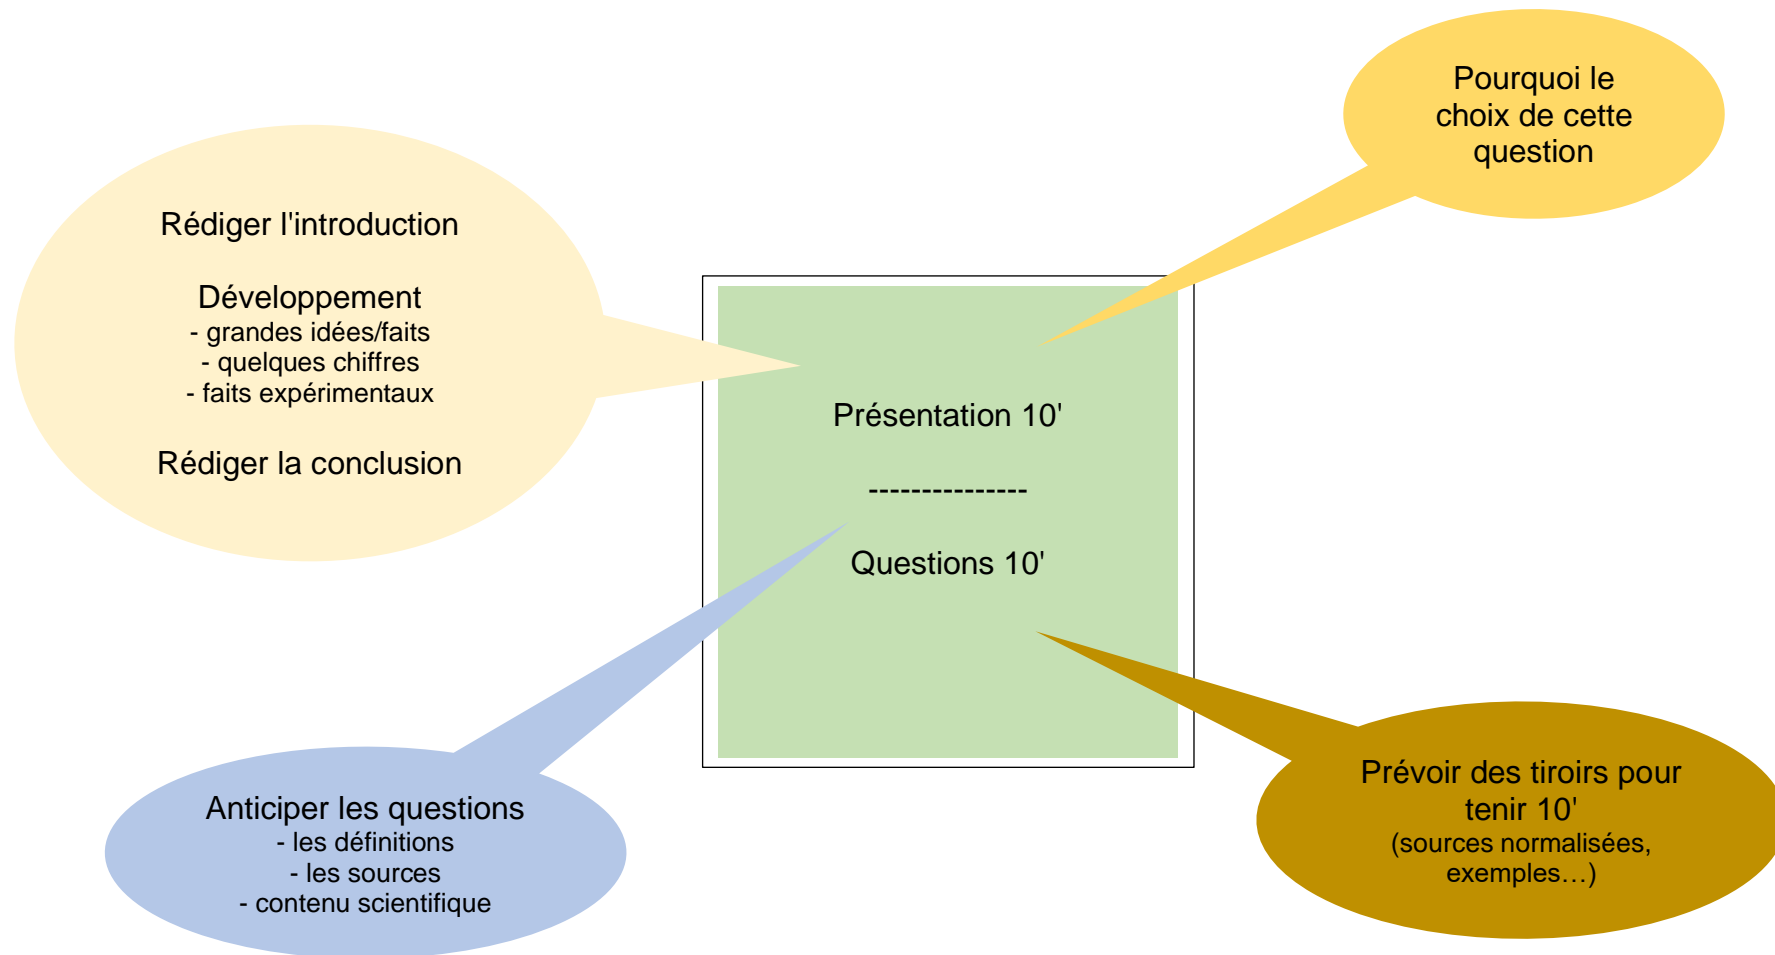 Pourquoi le
choix de cette
question
Rédiger l'introduction
Développement
- grandes idées/faits
- quelques chiffres
- faits expérimentaux
Rédiger la conclusion
Présentation 10'
---------------
Questions 10'
Anticiper les questions
- les définitions
- les sources
- contenu scientifique
Prévoir des tiroirs pour
tenir 10'
(sources normalisées,
exemples…)